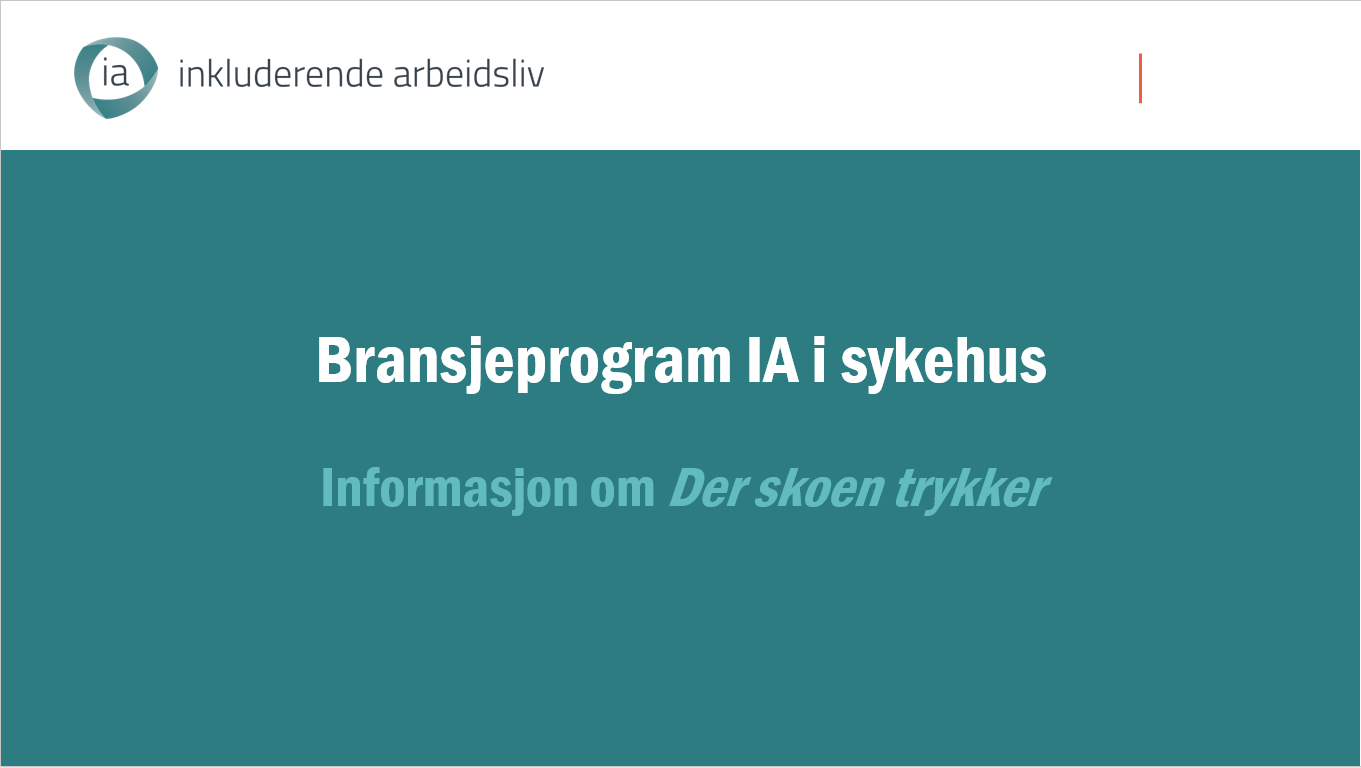 ia inkluderende arbeidsliv
Bransjeprogram IA i sykehus
Informasjon om Der skoen trykker